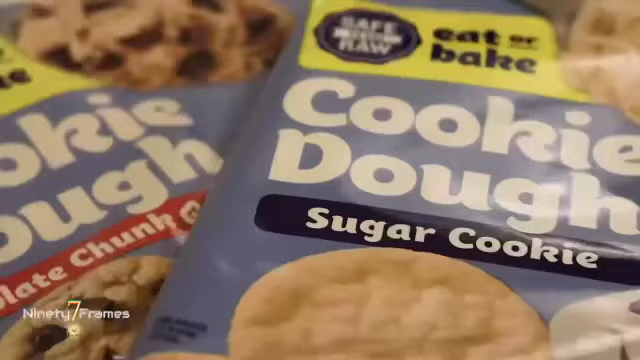 okie
ough
late Chunk
SAFE
RAW
eat or
bake
Cookie
Dough
Sugar Cookie
Ninety7Frames